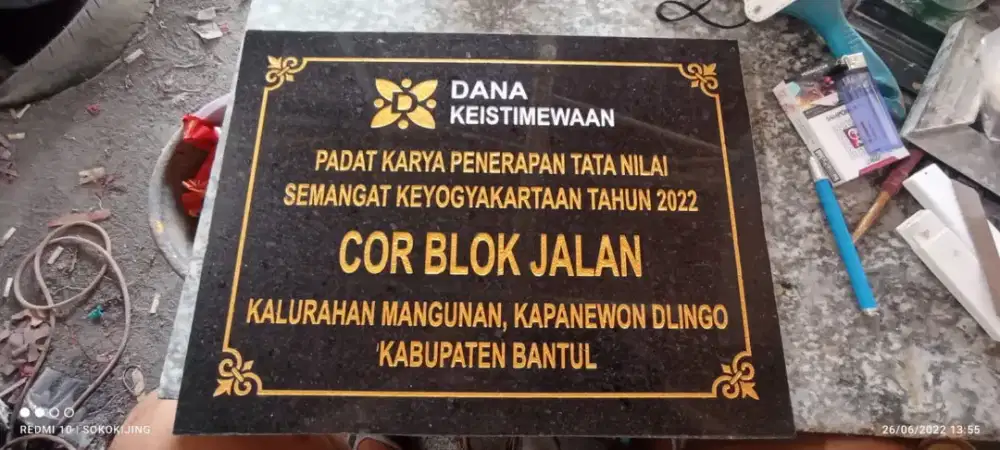 DANA
KEISTIMEWAAN
PADAT KARYA PENERAPAN TATA NILAI
SEMANGAT KEYOGYAKARTAAN TAHUN 2022
COR BLOK JALAN
KALURAHAN MANGUNAN, KAPANEWON DLINGO
KABUPATEN BANTUL
REDMI 10 | SOKOKIJING
26/06/2022 13:55